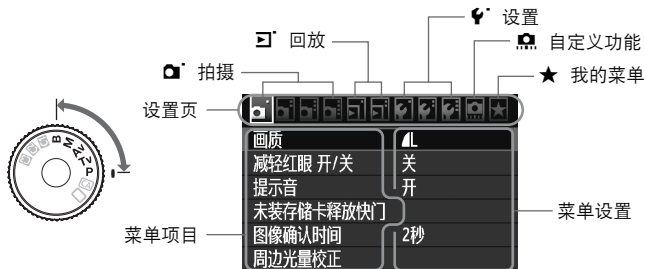 设置
回放
自定义功能
拍摄
★ 我的菜单
设置页
画质 L
减轻红眼 开/关 关
提示音 开
未装存储卡释放快门
菜单设置
菜单项目
图像确认时间 2秒
周边光量校正
B M Av Tv P